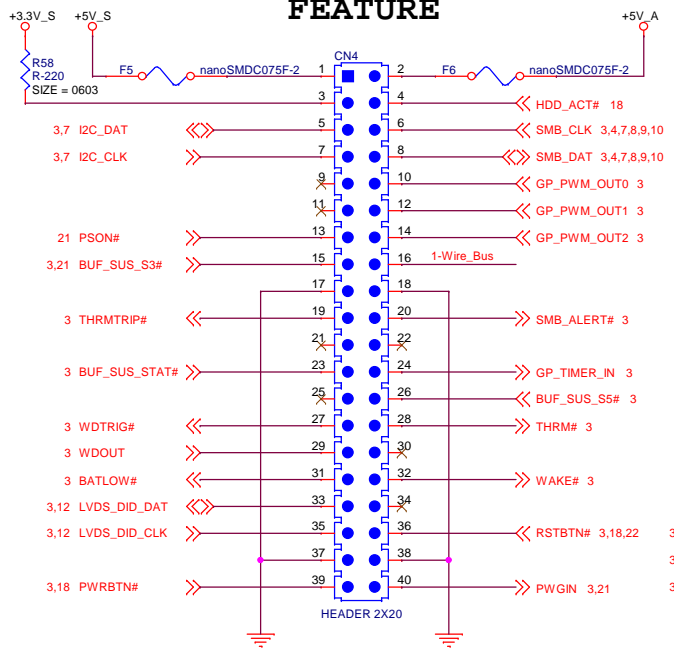 FEATURE
+3.3V_S +5V_S +5V_A
CN4
R58
R-220
SIZE = 0603
F5 nanoSMDC075F-2 1 2 F6 nanoSMDC075F-2
3 4 HDD_ACT# 18
3,7 I2C_DAT 5 6 SMB_CLK 3,4,7,8,9,10
3,7 I2C_CLK 7 8 SMB_DAT 3,4,7,8,9,10
9 10 GP_PWM_OUT0 3
11 12 GP_PWM_OUT1 3
21 PSON# 13 14 GP_PWM_OUT2 3
3,21 BUF_SUS_S3# 15 16 1-Wire_Bus
17 18
3 THRMTRIP# 19 20 SMB_ALERT# 3
21 22
3 BUF_SUS_STAT# 23 24 GP_TIMER_IN 3
25 26 BUF_SUS_S5# 3
3 WDTRIG# 27 28 THRM# 3
3 WDOUT 29 30
3 BATLOW# 31 32 WAKE# 3
3,12 LVDS_DID_DAT 33 34
3,12 LVDS_DID_CLK 35 36 RSTBTN# 3,18,22 3
37 38 3
3,18 PWRBTN# 39 40 PWGIN 3,21 3
HEADER 2X20